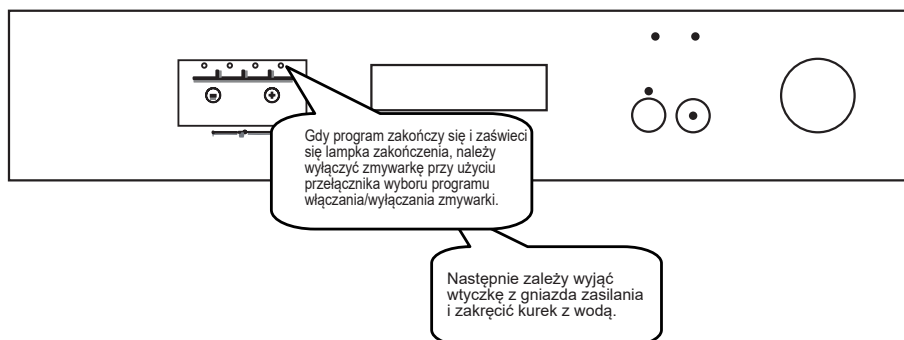 Gdy program zakończy się i zaświeci
się lampka zakończenia, należy
wyłączyć zmywarkę przy użyciu
przełącznika wyboru programu
włączania/wyłączania zmywarki.
Następnie zależy wyjąć
wtyczkę z gniazda zasilania
i zakręcić kurek z wodą.